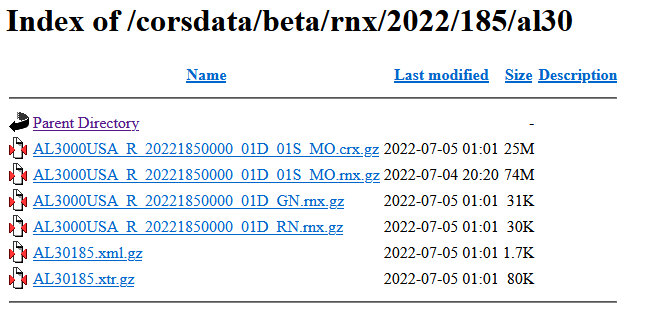 Index of /corsdata/beta/rnx/2022/185/al30
Name Last modified Size Description
Parent Directory -
AL3000USA_R_20221850000_01D_01S_MO.crx.gz 2022-07-05 01:01 25M
AL3000USA_R_20221850000_01D_01S_MO.rnx.gz 2022-07-04 20:20 74M
AL3000USA_R_20221850000_01D_GN.rnx.gz 2022-07-05 01:01 31K
AL3000USA_R_20221850000_01D_RN.rnx.gz 2022-07-05 01:01 30K
AL30185.xml.gz 2022-07-05 01:01 1.7K
AL30185.xtr.gz 2022-07-05 01:01 80K